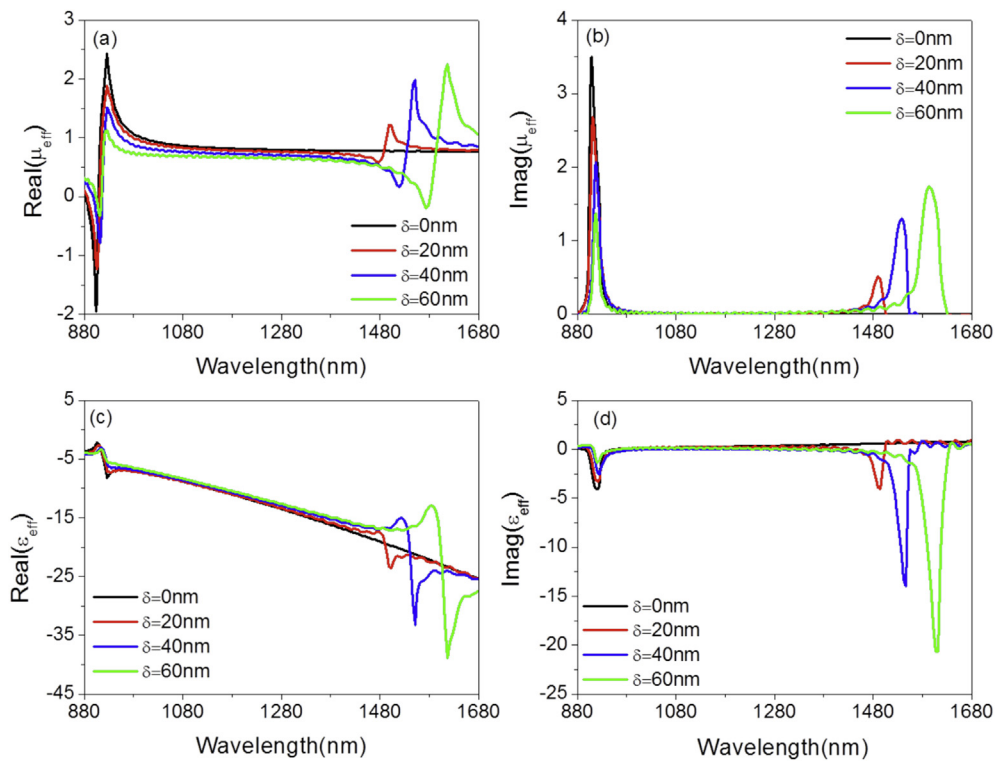 (a)
Real(μeff)
3
2
1
0
-1
-2
δ=0nm
δ=20nm
δ=40nm
δ=60nm
880 1080 1280 1480 1680
Wavelength(nm)
(b)
Imag(μeff)
4
3
2
1
0
δ=0nm
δ=20nm
δ=40nm
δ=60nm
880 1080 1280 1480 1680
Wavelength(nm)
(c)
Real(εeff)
5
-5
-15
-25
-35
-45
δ=0nm
δ=20nm
δ=40nm
δ=60nm
880 1080 1280 1480 1680
Wavelength(nm)
(d)
Imag(εeff)
5
0
-5
-10
-15
-20
-25
δ=0nm
δ=20nm
δ=40nm
δ=60nm
880 1080 1280 1480 1680
Wavelength(nm)